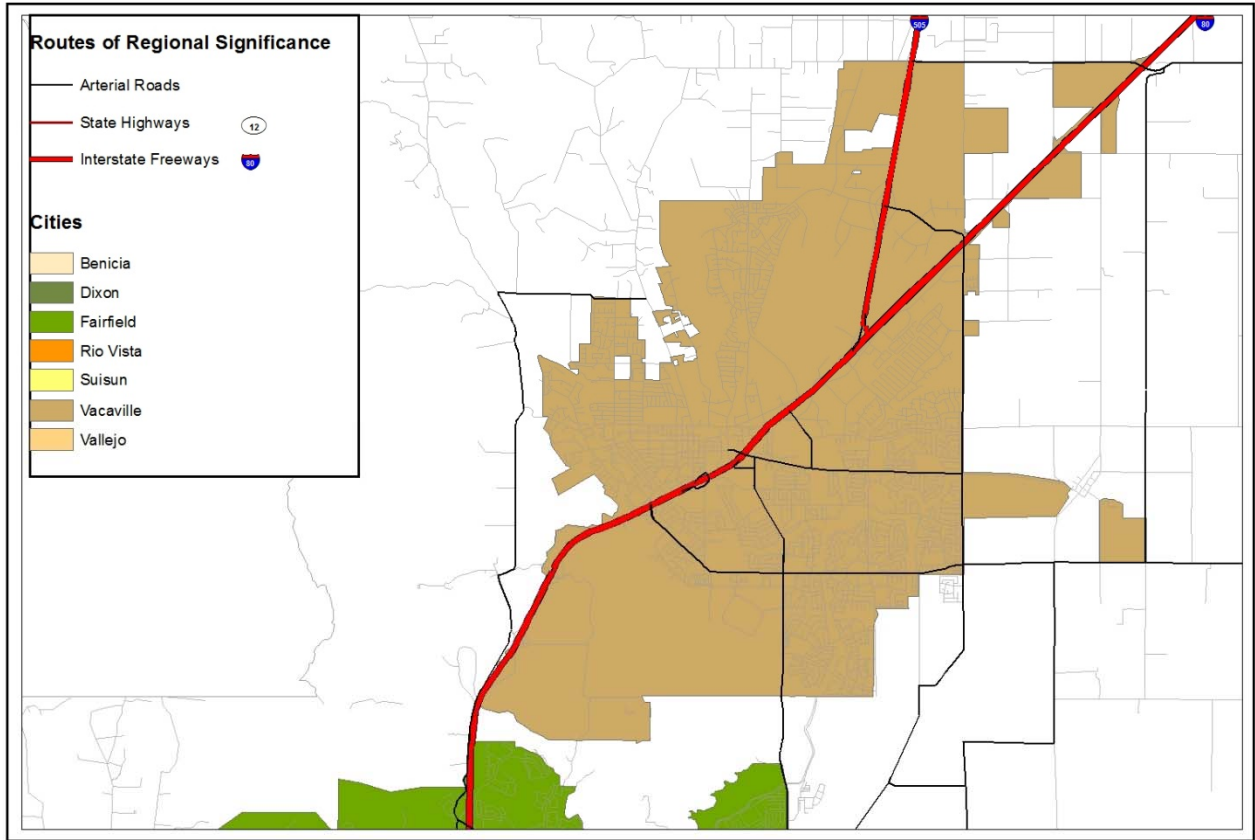 Routes of Regional Significance
Arterial Roads
State Highways 12
Interstate Freeways 80
Cities
Benicia
Dixon
Fairfield
Rio Vista
Suisun
Vacaville
Vallejo
505
80